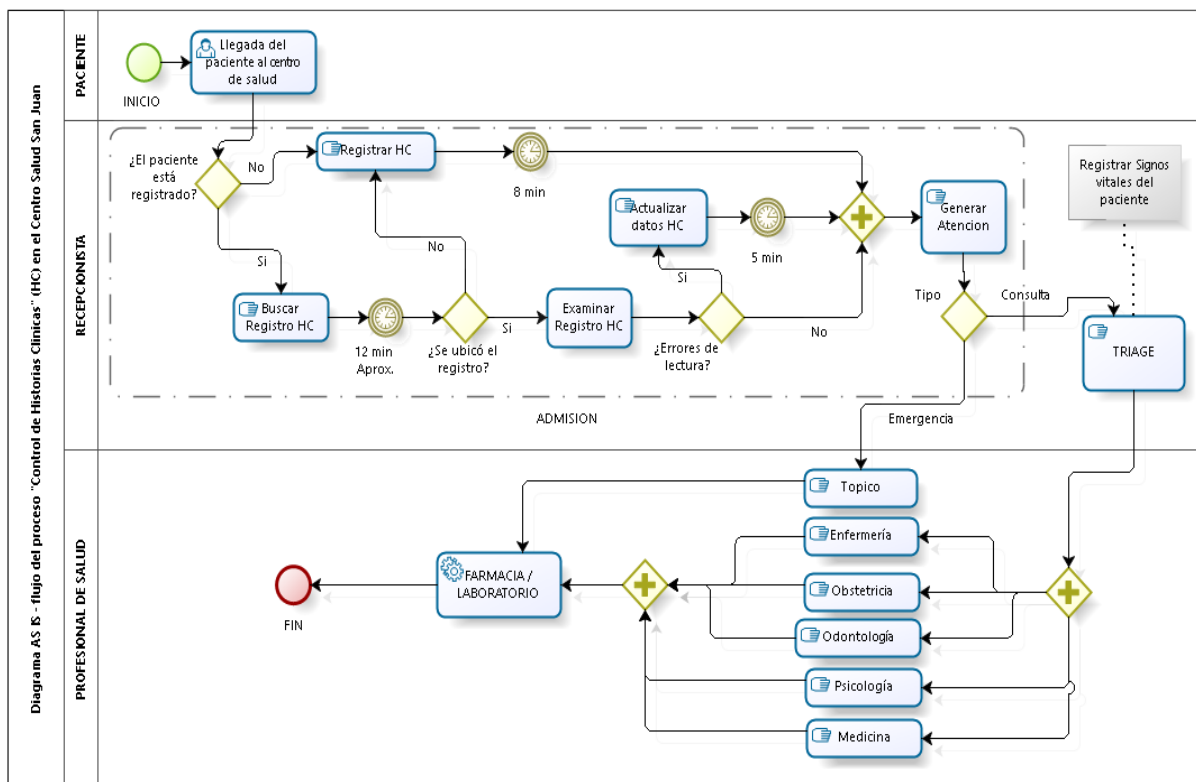 Diagrama AS IS - flujo del proceso "Control de Historias Clinicas" (HC) en el Centro Salud San Juan
PACIENTE
Llegada del
paciente al centro
de salud
INICIO
RECEPCIONISTA
¿El paciente
está
registrado?
No
Registrar HC
8 min
Registrar Signos
vitales del
paciente
Actualizar
datos HC
5 min
Generar
Atencion
Si
No
Si
Buscar
Registro HC
12 min
Aprox.
¿Se ubicó el
registro?
Si
Examinar
Registro HC
¿Errores de
lectura?
No
Tipo
Consulta
TRIAGE
ADMISION
Emergencia
PROFESIONAL DE SALUD
Topico
Enfermería
FARMACIA /
LABORATORIO
Obstetricia
FIN
Odontología
Psicología
Medicina